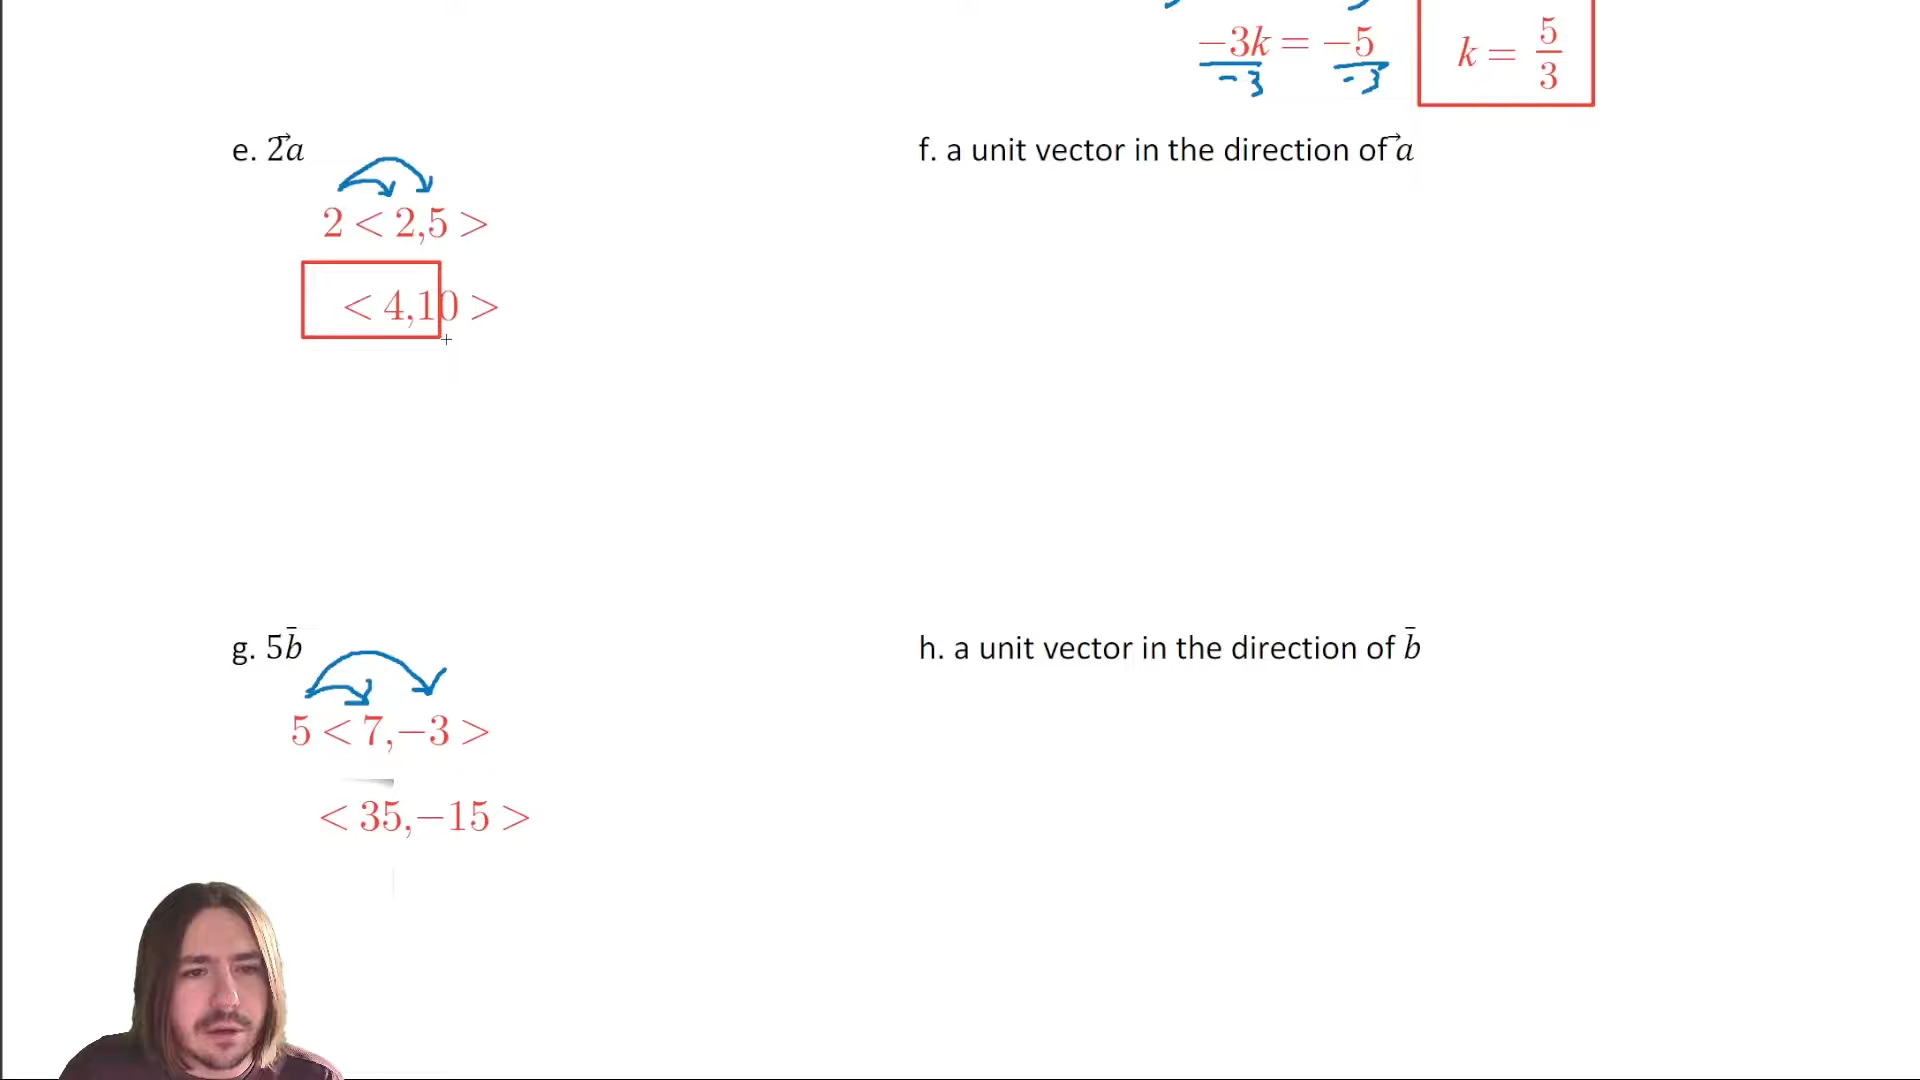 −3k = −5
-3 -3
k = 5/3
e. 2a⃗
f. a unit vector in the direction of a⃗
2 < 2,5 >
< 4,10 >
g. 5b̄
h. a unit vector in the direction of b̄
5 < 7,−3 >
< 35,−15 >